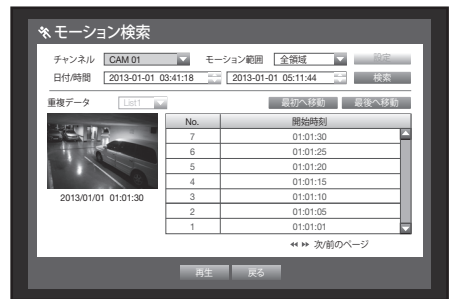 モーション検索
チャンネル CAM 01 モーション範囲 全領域 設定
日付/時間 2013-01-01 03:41:18 2013-01-01 05:11:44 検索
重複データ List1 最初へ移動 最後へ移動
No. 開始時刻
7 01:01:30
6 01:01:25
5 01:01:20
4 01:01:15
3 01:01:10
2 01:01:05
1 01:01:01
2013/01/01 01:01:30
次/前のページ
再生 戻る